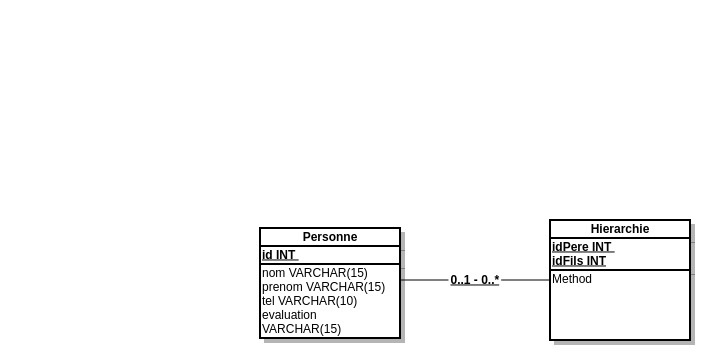 Personne
id INT
nom VARCHAR(15)
prenom VARCHAR(15)
tel VARCHAR(10)
evaluation
VARCHAR(15)
0..1 - 0..*
Hierarchie
idPere INT
idFils INT
Method